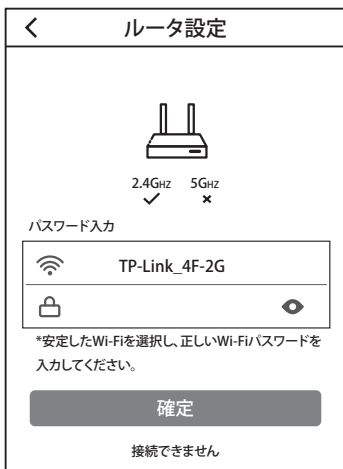 ルータ設定
2.4GHZ 5GHZ
パスワード入力
TP-Link_4F-2G
*安定したWi-Fiを選択し、正しいWi-Fiパスワードを
入力してください。
確定
接続できません